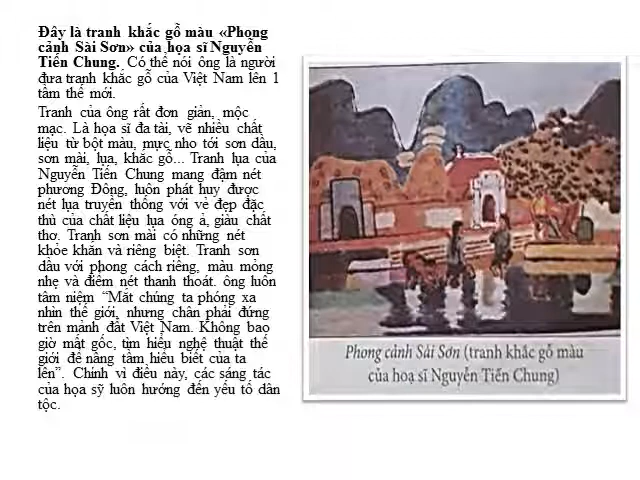 Đây là tranh khắc gỗ màu «Phong
cảnh Sài Sơn» của họa sĩ Nguyễn
Tiến Chung. Có thể nói ông là người
đưa tranh khắc gỗ của Việt Nam lên 1
tầm thế mới.
Tranh của ông rất đơn giản, mộc
mạc. Là họa sĩ đa tài, vẽ nhiều chất
liệu từ bột màu, mực nho tới sơn dầu,
sơn mài, lụa, khắc gỗ... Tranh lụa của
Nguyễn Tiến Chung mang đậm nét
phương Đông, luôn phát huy được
nét lụa truyền thống với vẻ đẹp đặc
thù của chất liệu lụa óng ả, giàu chất
thơ. Tranh sơn mài có những nét
khỏe khắn và riêng biệt. Tranh sơn
dầu với phong cách riêng, màu mỏng
nhẹ và điểm nét thanh thoát. ông luôn
tâm niệm “Mắt chúng ta phóng xa
nhìn thế giới, nhưng chân phải đứng
trên mảnh đất Việt Nam. Không bao
giờ mất gốc, tìm hiểu nghệ thuật thế
giới để nâng tầm hiểu biết của ta
lên”. Chính vì điều này, các sáng tác
của họa sỹ luôn hướng đến yếu tố dân
tộc.
Phong cảnh Sài Sơn (tranh khắc gỗ màu
của hoạ sĩ Nguyễn Tiến Chung)